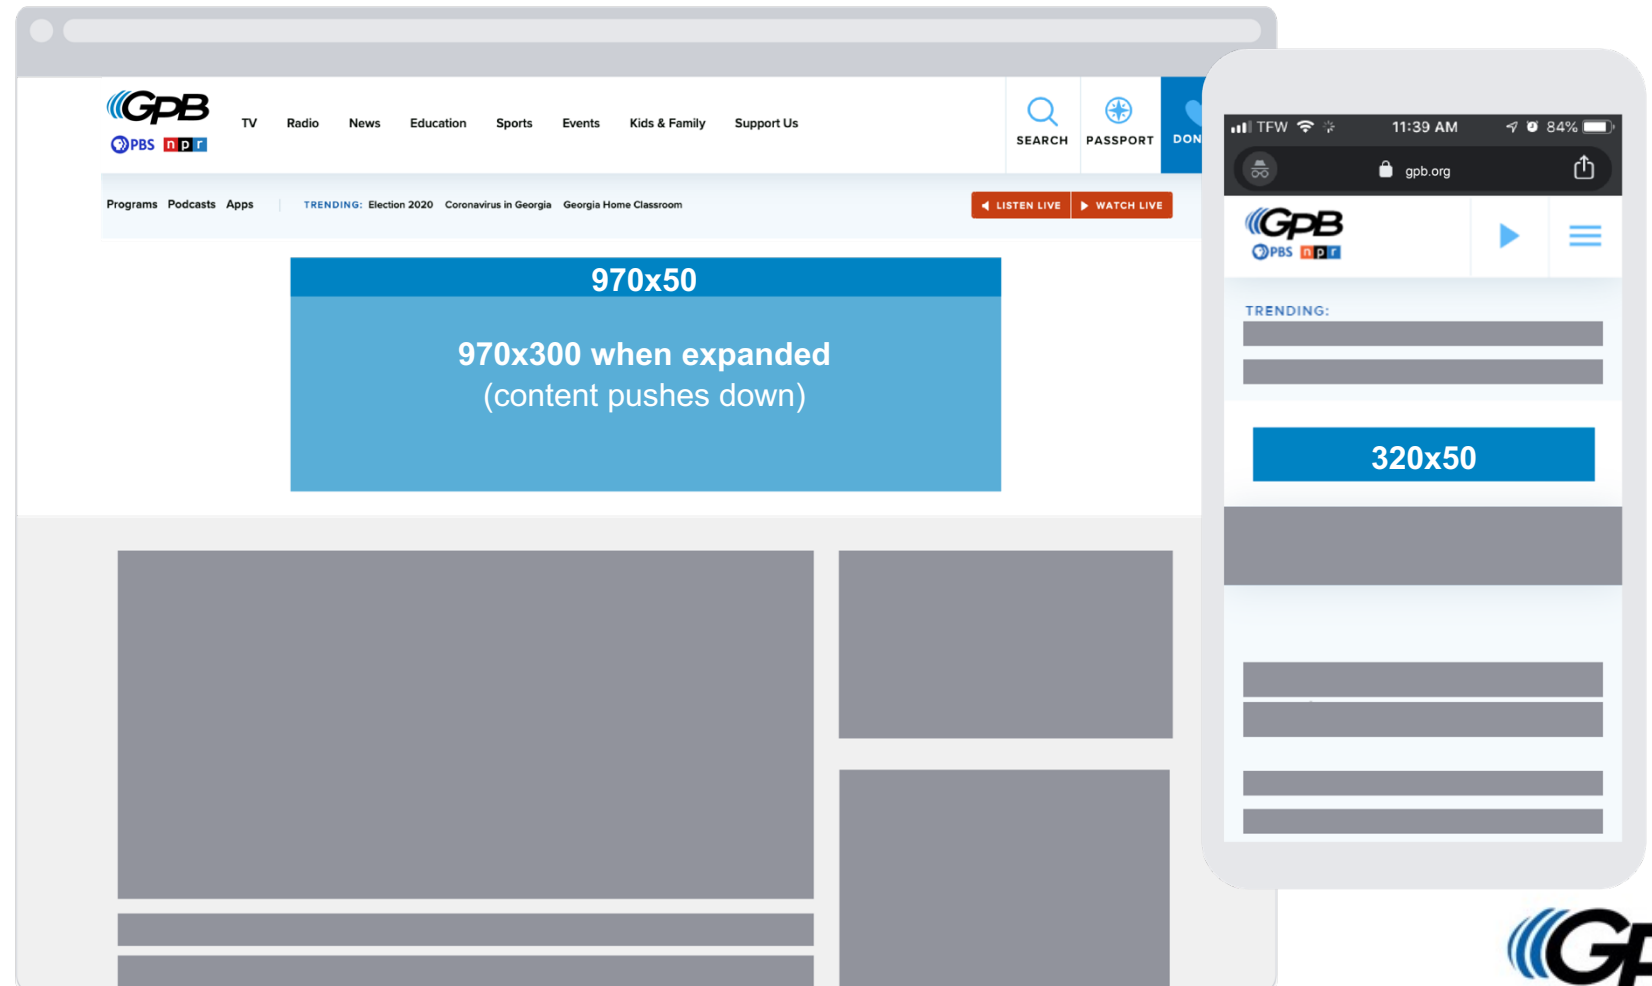 GPB
PBS npr
TV Radio News Education Sports Events Kids & Family Support Us
SEARCH PASSPORT DON
Programs Podcasts Apps
TRENDING: Election 2020 Coronavirus in Georgia Georgia Home Classroom
LISTEN LIVE WATCH LIVE
970x50
970x300 when expanded
(content pushes down)
TFW 11:39 AM 84%
gpb.org
GPB
PBS npr
TRENDING:
320x50
GP